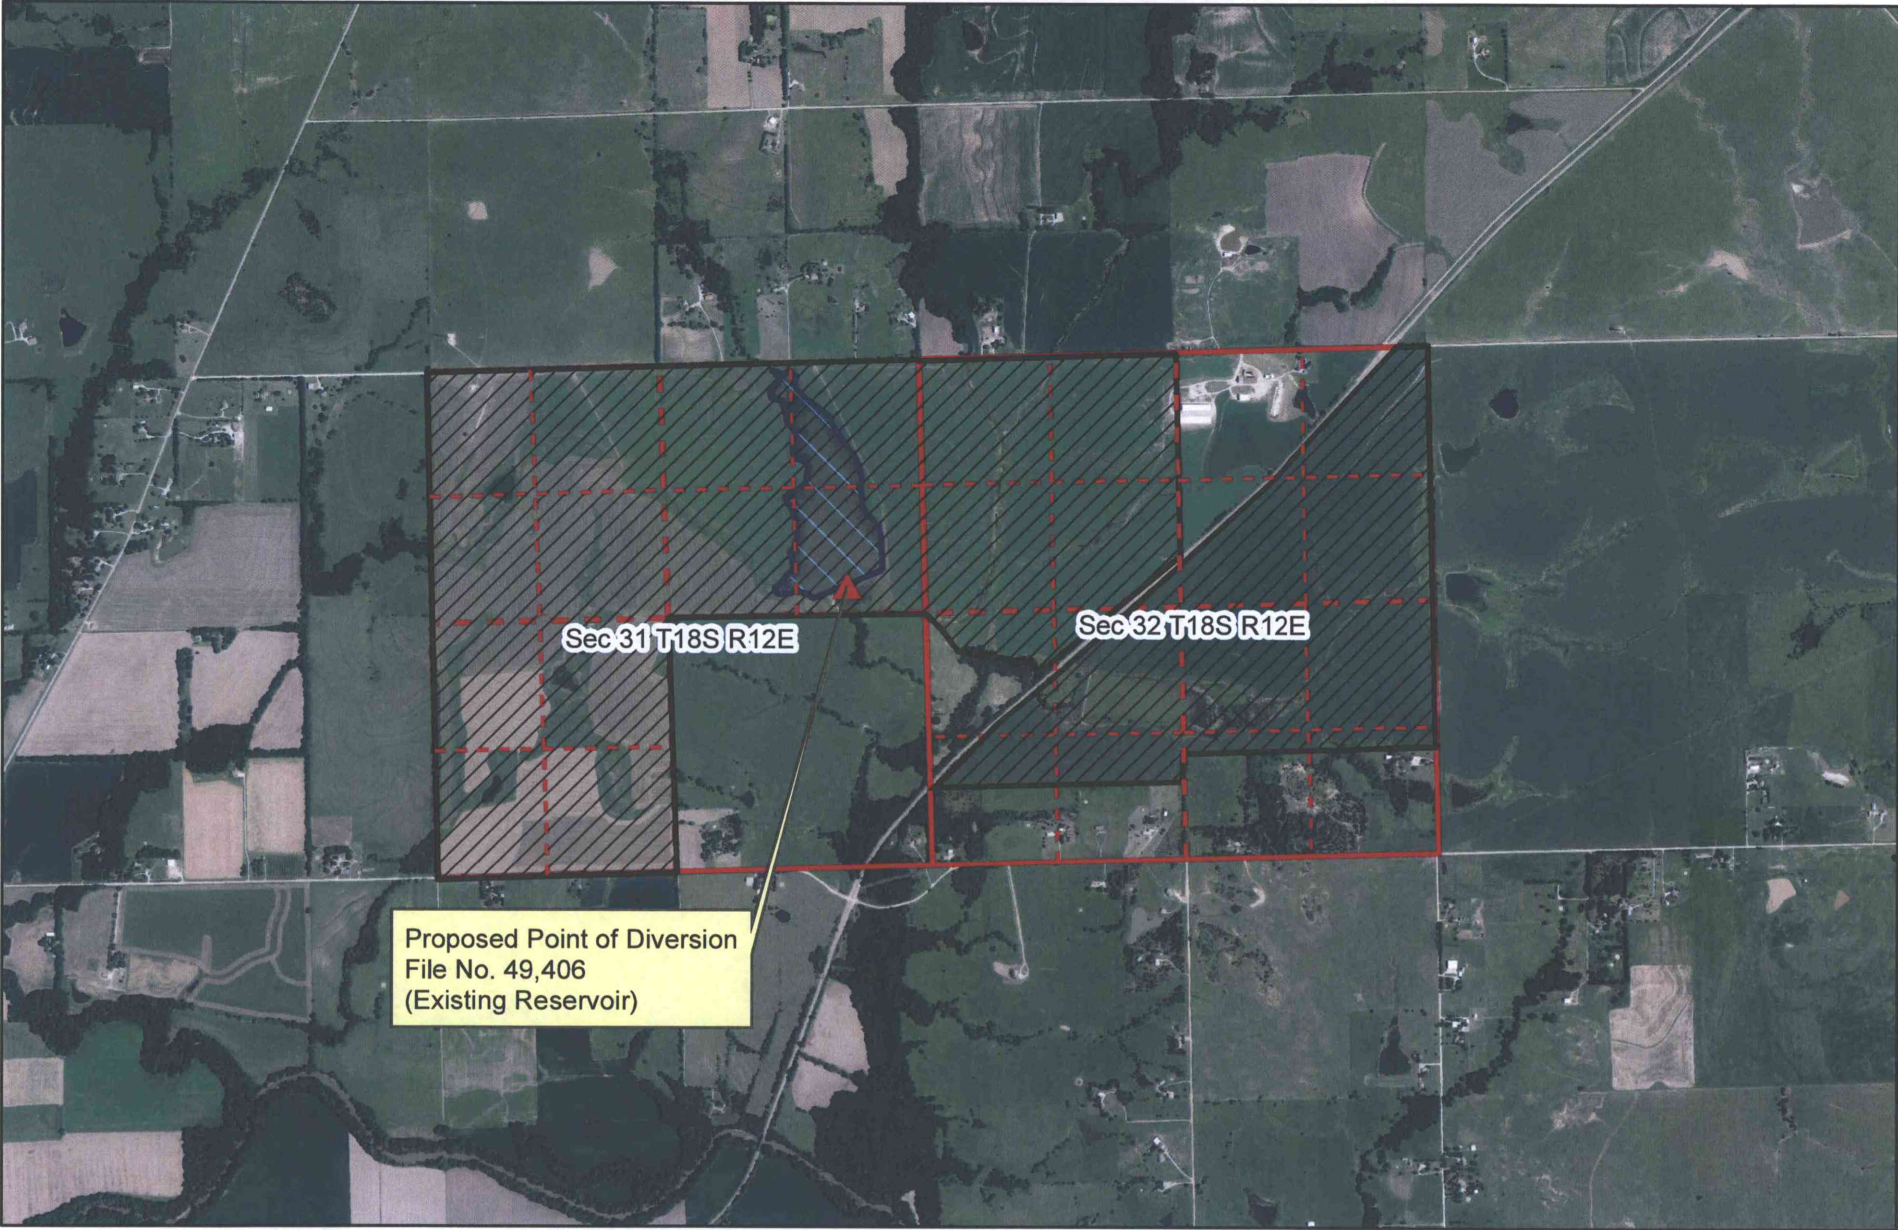 Sec 31 T18S R12E
Sec 32 T18S R12E
Proposed Point of Diversion
File No. 49,406
(Existing Reservoir)